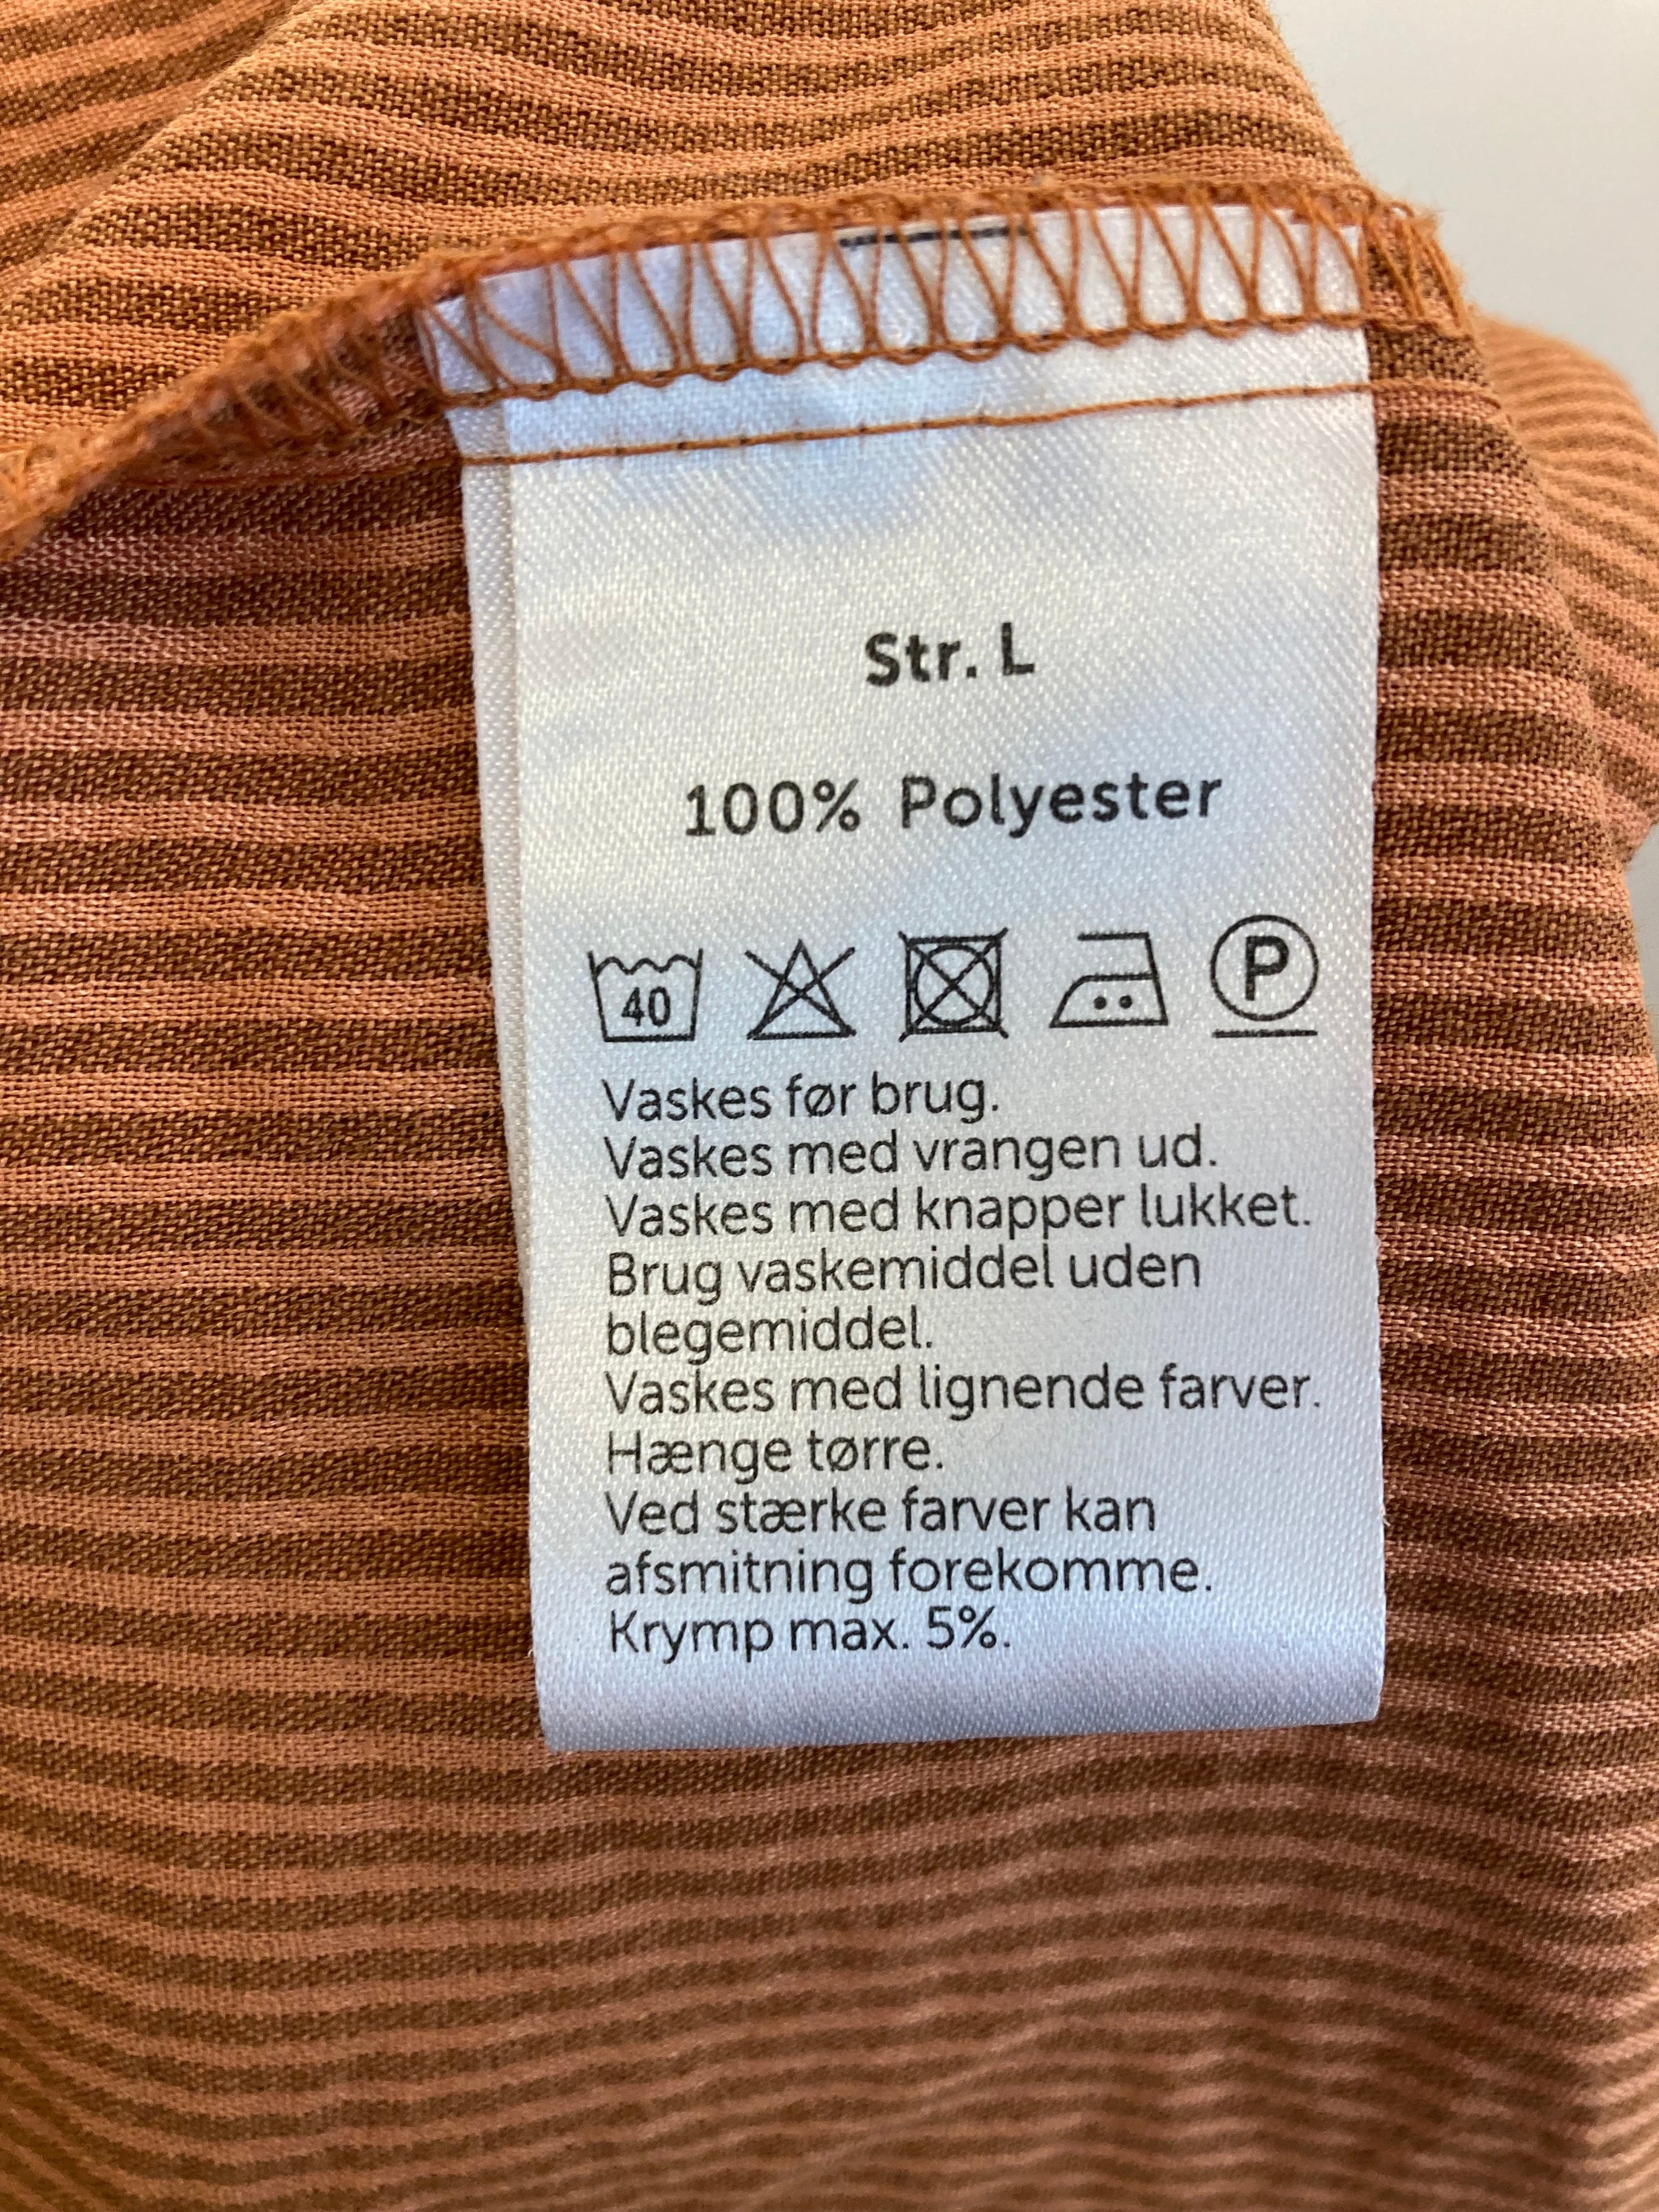 Str. L
100% Polyester
40 P
Vaskes før brug.
Vaskes med vrangen ud.
Vaskes med knapper lukket.
Brug vaskemiddel uden
blegemiddel.
Vaskes med lignende farver.
Hænge tørre.
Ved stærke farver kan
afsmitning forekomme.
Krymp max. 5%.